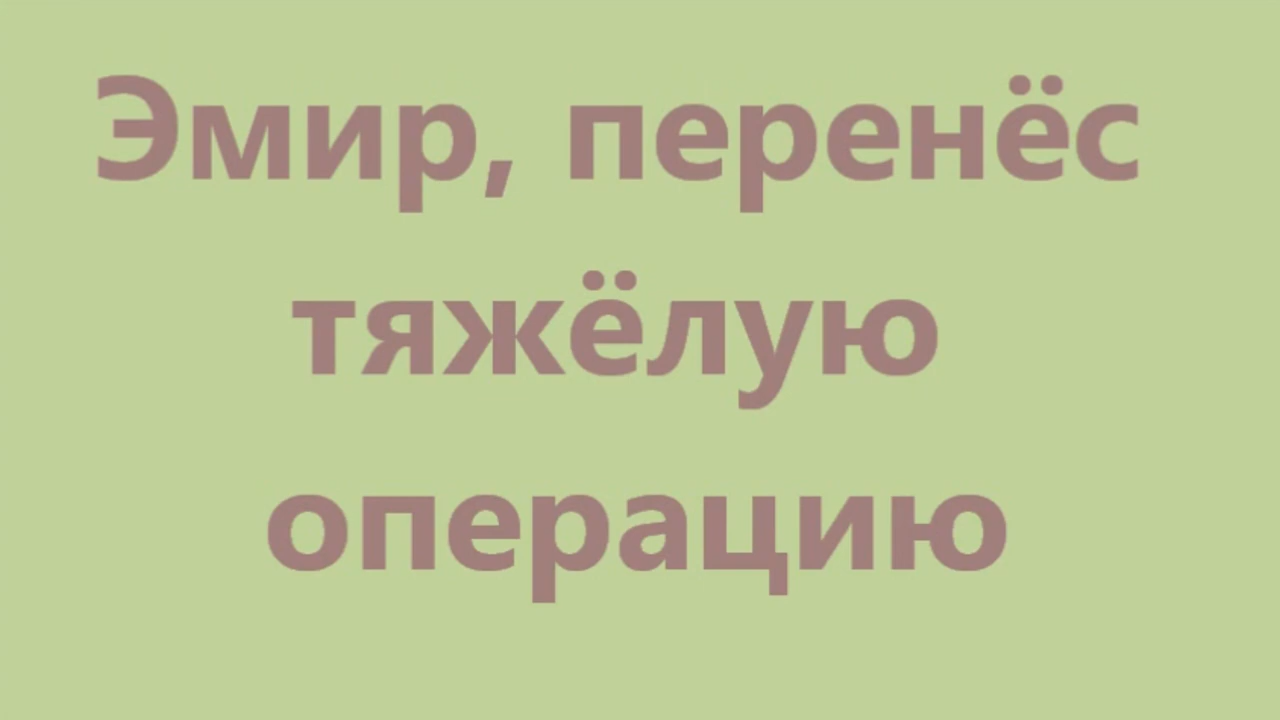 Эмир, перенёс
тяжёлую
операцию